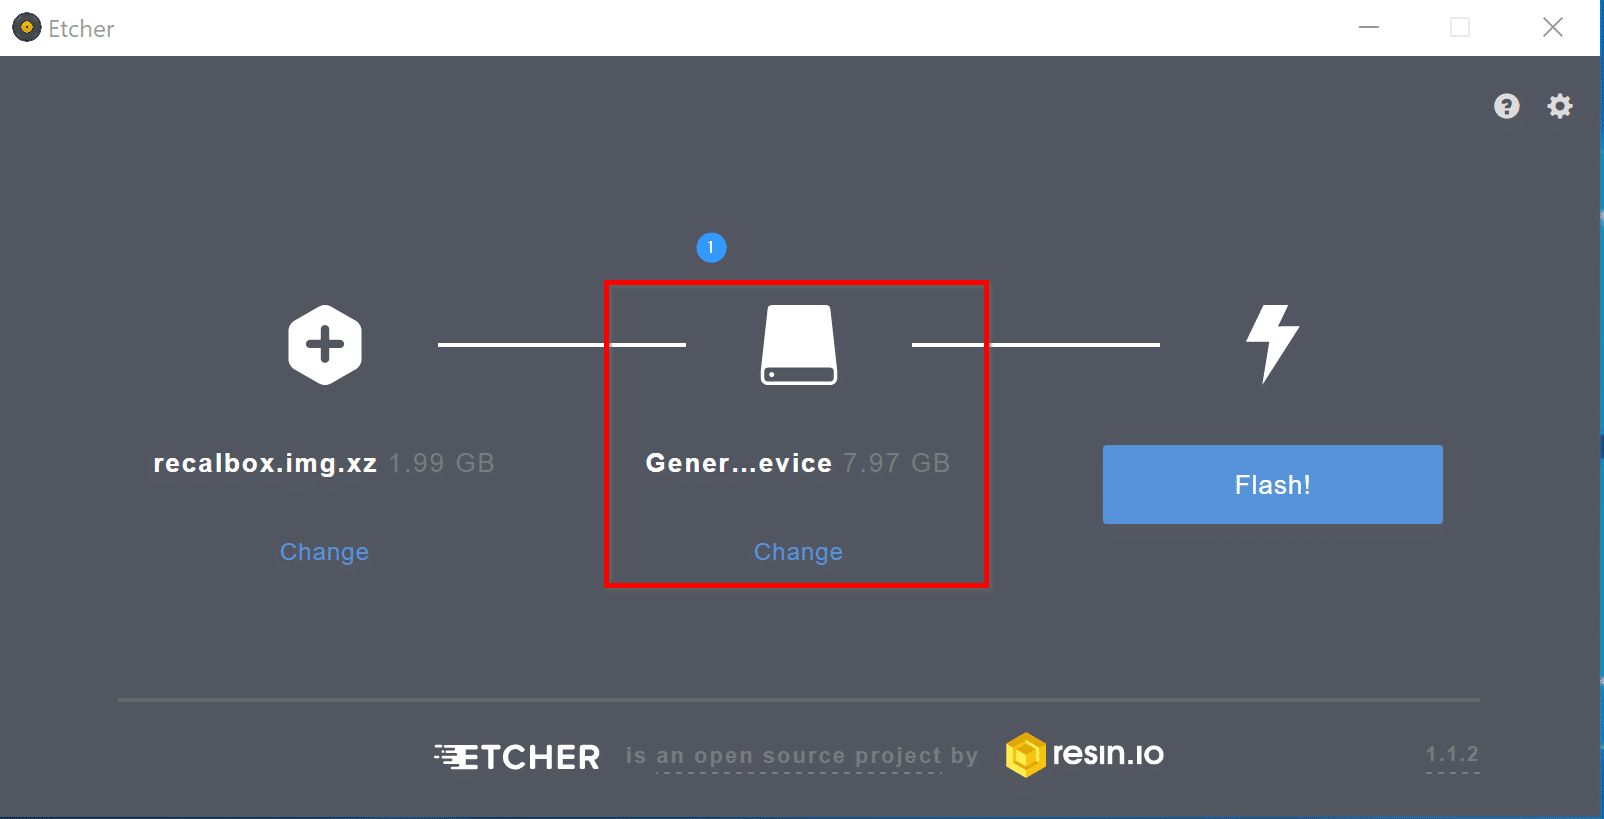 Etcher
?
1
recalbox.img.xz 1.99 GB
Gener...evice 7.97 GB
Flash!
Change
Change
ETCHER is an open source project by resin.io
1.1.2